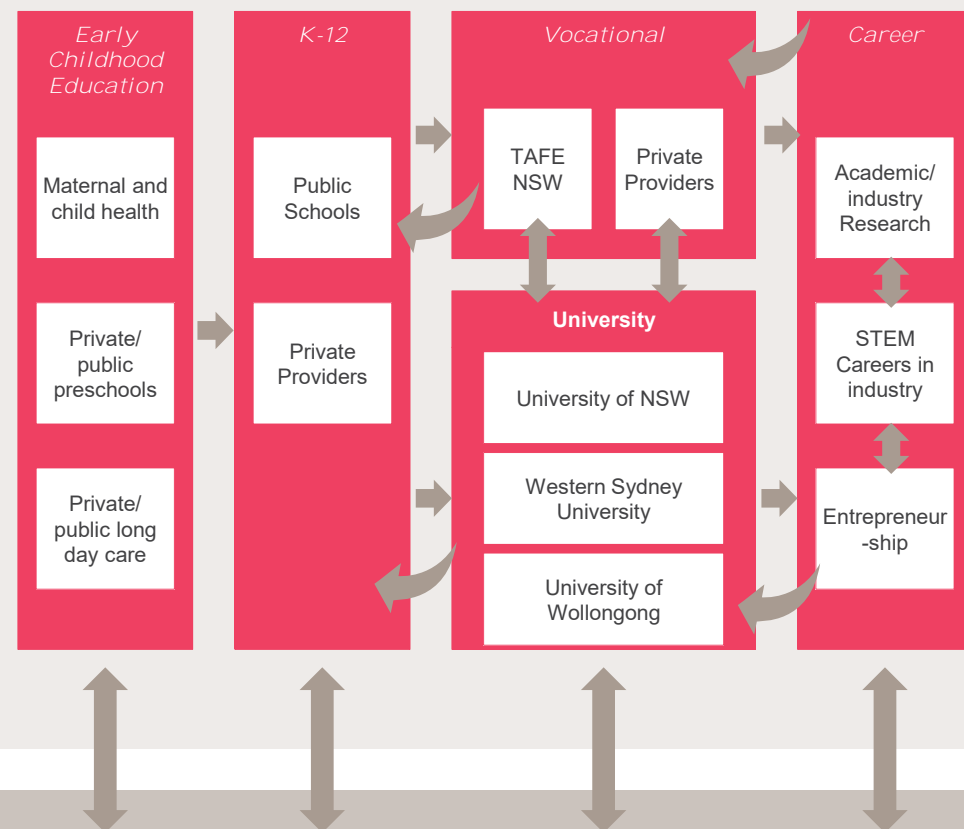 Early
Childhood
Education
Maternal and
child health
Private/
public
preschools
Private/
public long
day care
K-12
Public
Schools
Private
Providers
Vocational
TAFE
NSW
Private
Providers
University
University of NSW
Western Sydney
University
University of
Wollongong
Career
Academic/
industry
Research
STEM
Careers in
industry
Entrepreneur
-ship